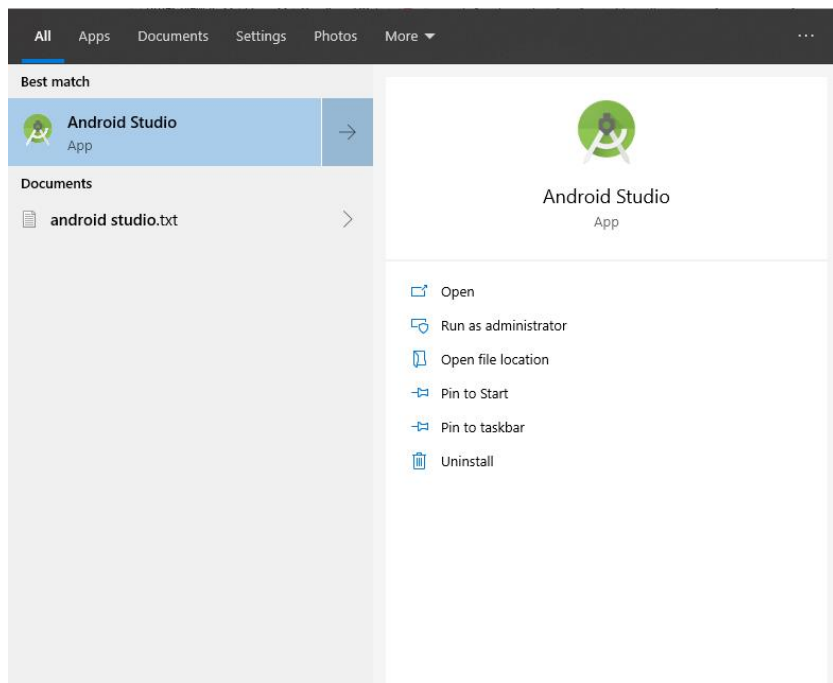 All Apps Documents Settings Photos More
Best match
Android Studio
App
Documents
android studio.txt
Android Studio
App
Open
Run as administrator
Open file location
Pin to Start
Pin to taskbar
Uninstall